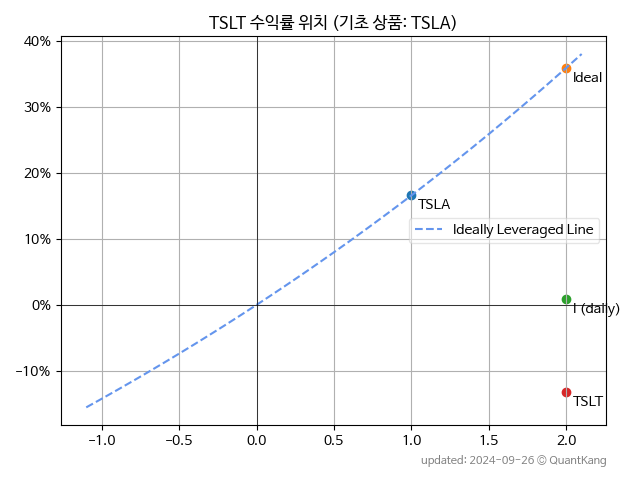 TSLT 수익률 위치 (기초 상품: TSLA)
40%
30%
20%
10%
0%
−10%
Ideal
TSLA
Ideally Leveraged Line
I (daily)
TSLT
−1.0 −0.5 0.0 0.5 1.0 1.5 2.0
updated: 2024-09-26 © QuantKang